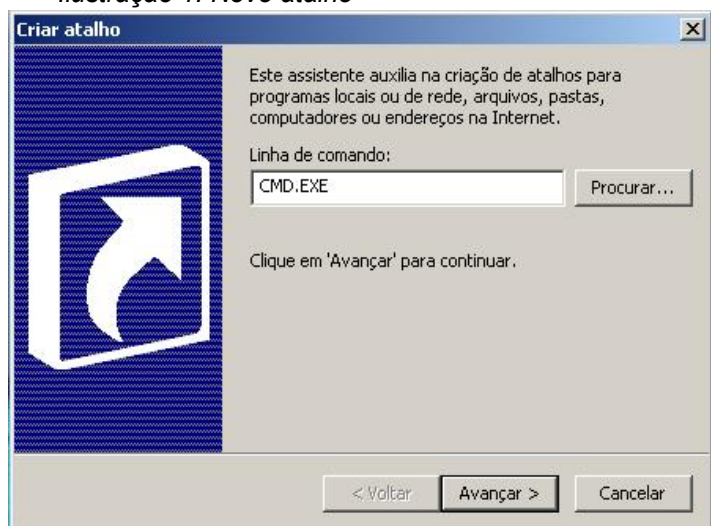 Ilustração 1: Novo atalho
Criar atalho
Este assistente auxilia na criação de atalhos para
programas locais ou de rede, arquivos, pastas,
computadores ou endereços na Internet.
Linha de comando:
CMD.EXE
Procurar...
Clique em 'Avançar' para continuar.
< Voltar
Avançar >
Cancelar